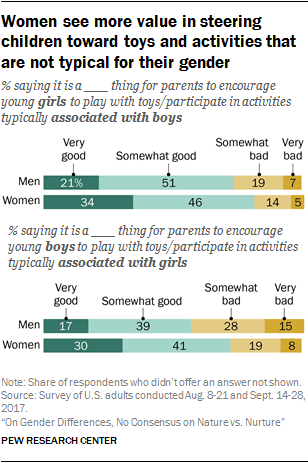 Women see more value in steering
children toward toys and activities that
are not typical for their gender
% saying it is a ___ thing for parents to encourage
young girls to play with toys/participate in activities
typically associated with boys
Very good
Somewhat good
Somewhat bad
Very bad
Men 21% 51 19 7
Women 34 46 14 5
% saying it is a ___ thing for parents to encourage
young boys to play with toys/participate in activities
typically associated with girls
Very good
Somewhat good
Somewhat bad
Very bad
Men 17 39 28 15
Women 30 41 19 8
Note: Share of respondents who didn't offer an answer not shown.
Source: Survey of U.S. adults conducted Aug. 8-21 and Sept. 14-28,
2017.
"On Gender Differences, No Consensus on Nature vs. Nurture"
PEW RESEARCH CENTER